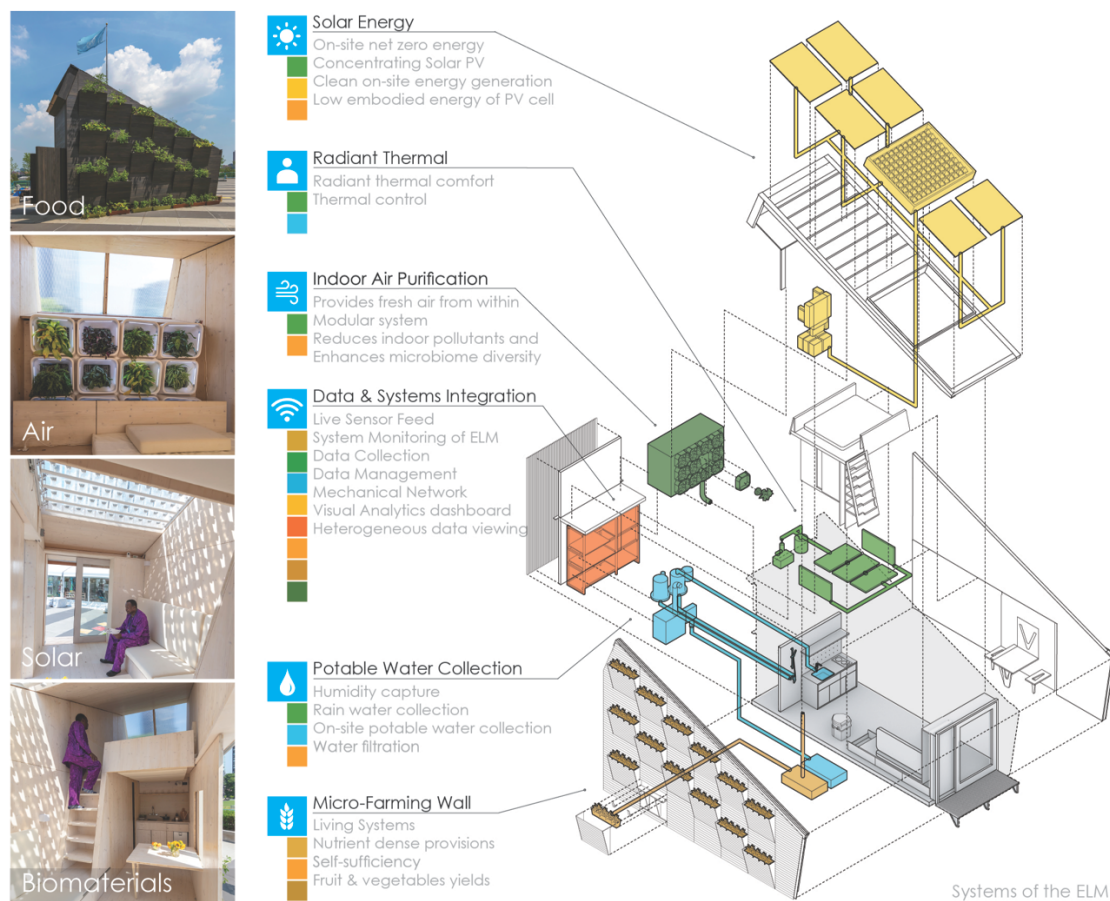 Food
Air
Solar
Biomaterials
Solar Energy
On-site net zero energy
Concentrating Solar PV
Clean on-site energy generation
Low embodied energy of PV cell
Radiant Thermal
Radiant thermal comfort
Thermal control
Indoor Air Purification
Provides fresh air from within
Modular system
Reduces indoor pollutants and
Enhances microbiome diversity
Data & Systems Integration
Live Sensor Feed
System Monitoring of ELM
Data Collection
Data Management
Mechanical Network
Visual Analytics dashboard
Heterogeneous data viewing
Potable Water Collection
Humidity capture
Rain water collection
On-site potable water collection
Water filtration
Micro-Farming Wall
Living Systems
Nutrient dense provisions
Self-sufficiency
Fruit & vegetables yields
Systems of the ELM